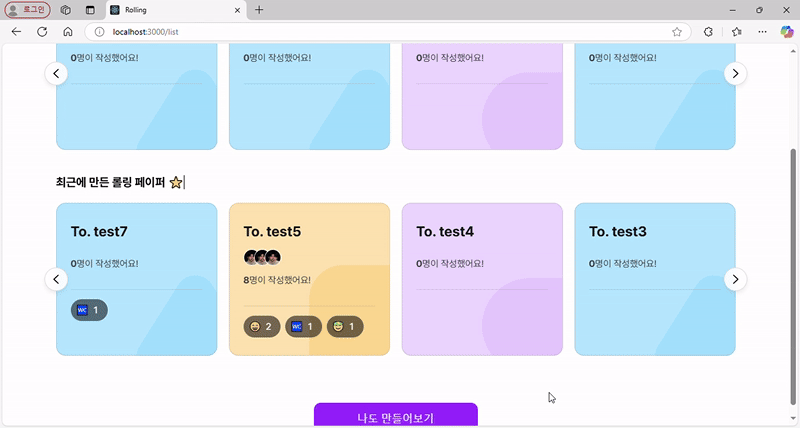 로그인
Rolling
localhost:3000/list
0명이 작성했어요!
0명이 작성했어요!
0명이 작성했어요!
0명이 작성했어요!
최근에 만든 롤링 페이퍼 ⭐
To. test7
0명이 작성했어요!
WC 1
To. test5
8명이 작성했어요!
😀 2 WC 1 😇 1
To. test4
0명이 작성했어요!
To. test3
0명이 작성했어요!
나도 만들어보기